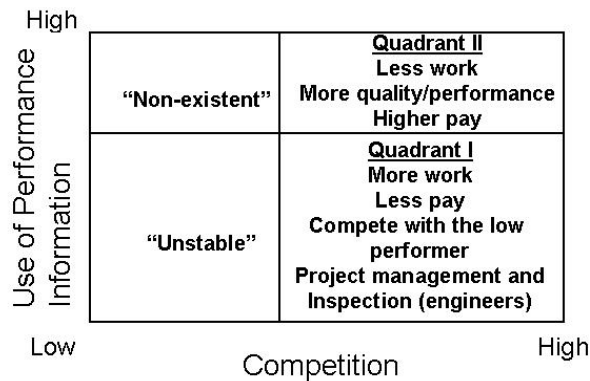 High
Use of Performance
Information
Low
“Non-existent”
Quadrant II
Less work
More quality/performance
Higher pay
“Unstable”
Quadrant I
More work
Less pay
Compete with the low
performer
Project management and
Inspection (engineers)
Competition
High